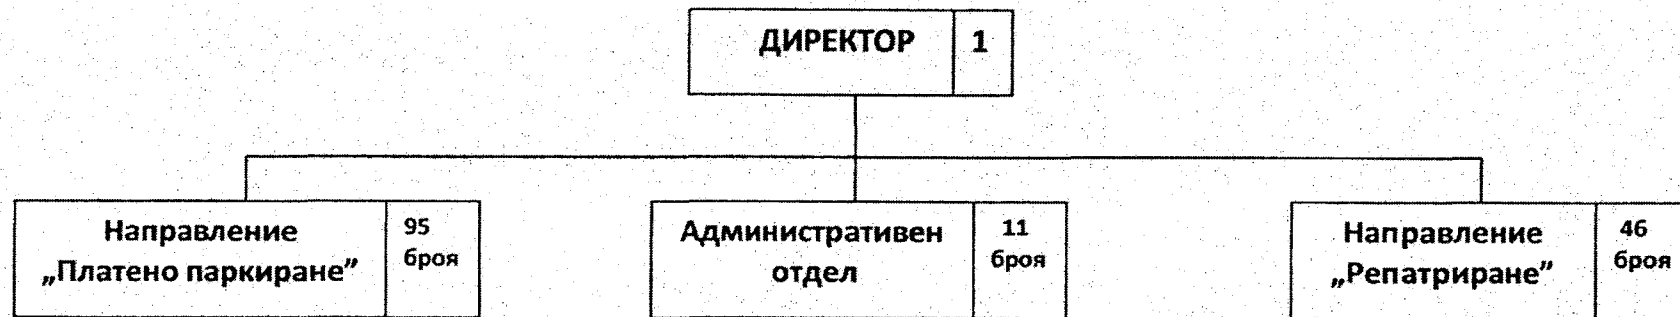 ДИРЕКТОР 1
Направление
„Платено паркиране”
95
броя
Административен
отдел
11
броя
Направление
„Репатриране”
46
броя